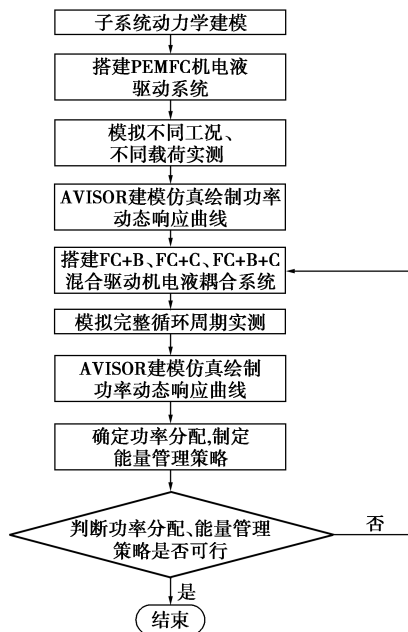 子系统动力学建模
搭建PEMFC机电液
驱动系统
模拟不同工况、
不同载荷实测
AVISOR建模仿真绘制功率
动态响应曲线
搭建FC+B、FC+C、FC+B+C
混合驱动机电液耦合系统
模拟完整循环周期实测
AVISOR建模仿真绘制
功率动态响应曲线
确定功率分配,制定
能量管理策略
判断功率分配、能量管理
策略是否可行
否
是
结束